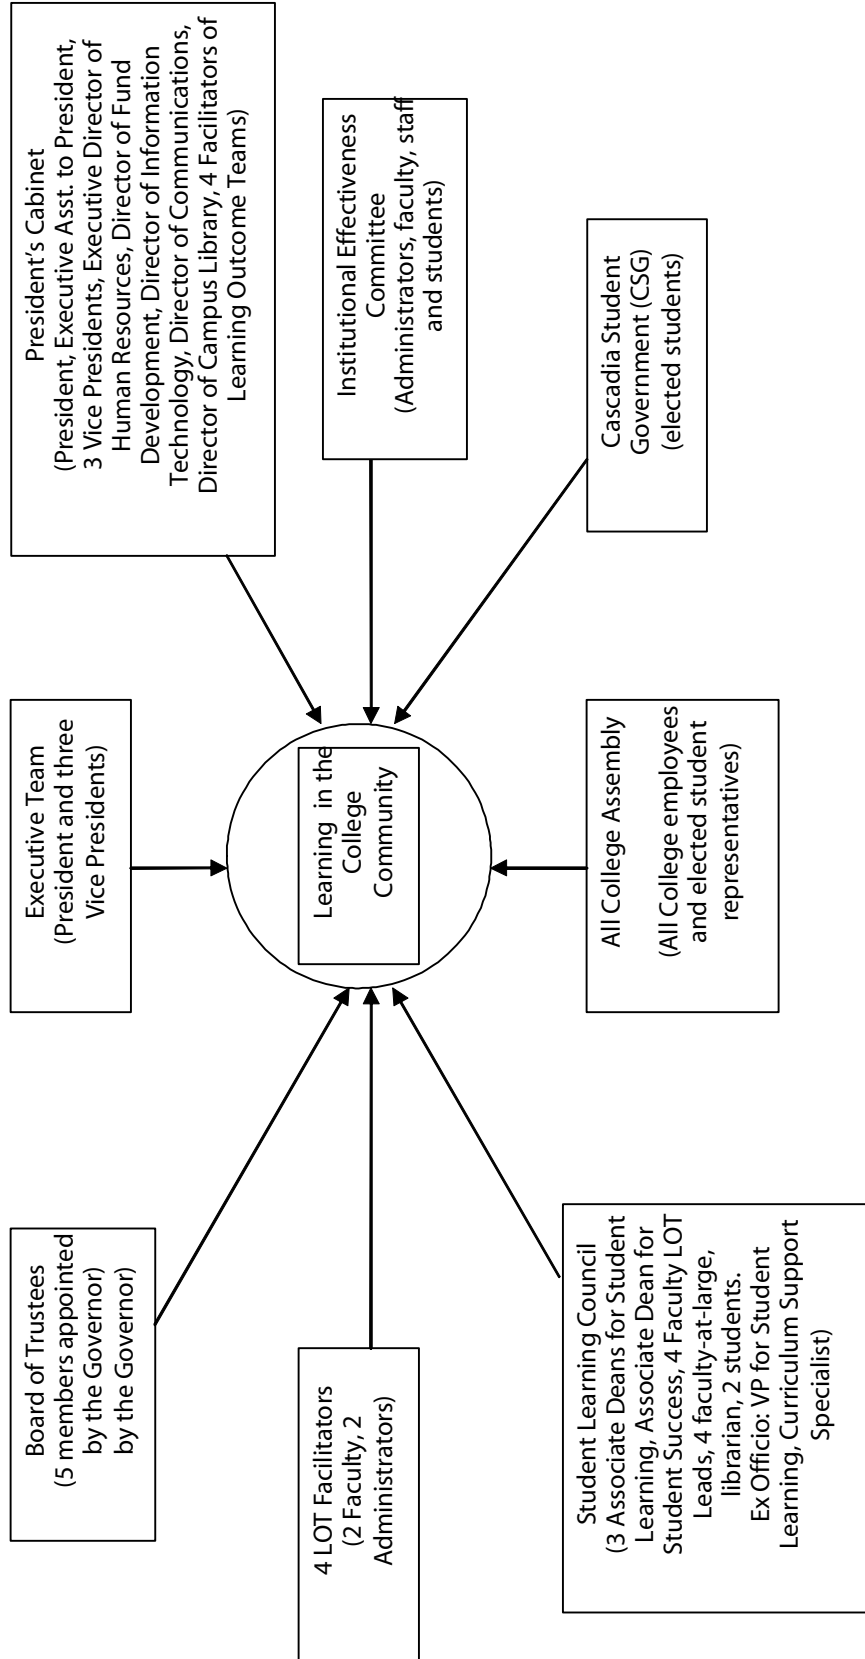 Board of Trustees
(5 members appointed
by the Governor)
by the Governor)
Executive Team
(President and three
Vice Presidents)
President's Cabinet
(President, Executive Asst. to President,
3 Vice Presidents, Executive Director of
Human Resources, Director of Fund
Development, Director of Information
Technology, Director of Communications,
Director of Campus Library, 4 Facilitators of
Learning Outcome Teams)
4 LOT Facilitators
(2 Faculty, 2
Administrators)
Learning in the
College
Community
Institutional Effectiveness
Committee
(Administrators, faculty, staff
and students)
Student Learning Council
(3 Associate Deans for Student
Learning, Associate Dean for
Student Success, 4 Faculty LOT
Leads, 4 faculty-at-large,
librarian, 2 students.
Ex Officio: VP for Student
Learning, Curriculum Support
Specialist)
All College Assembly
(All College employees
and elected student
representatives)
Cascadia Student
Government (CSG)
(elected students)